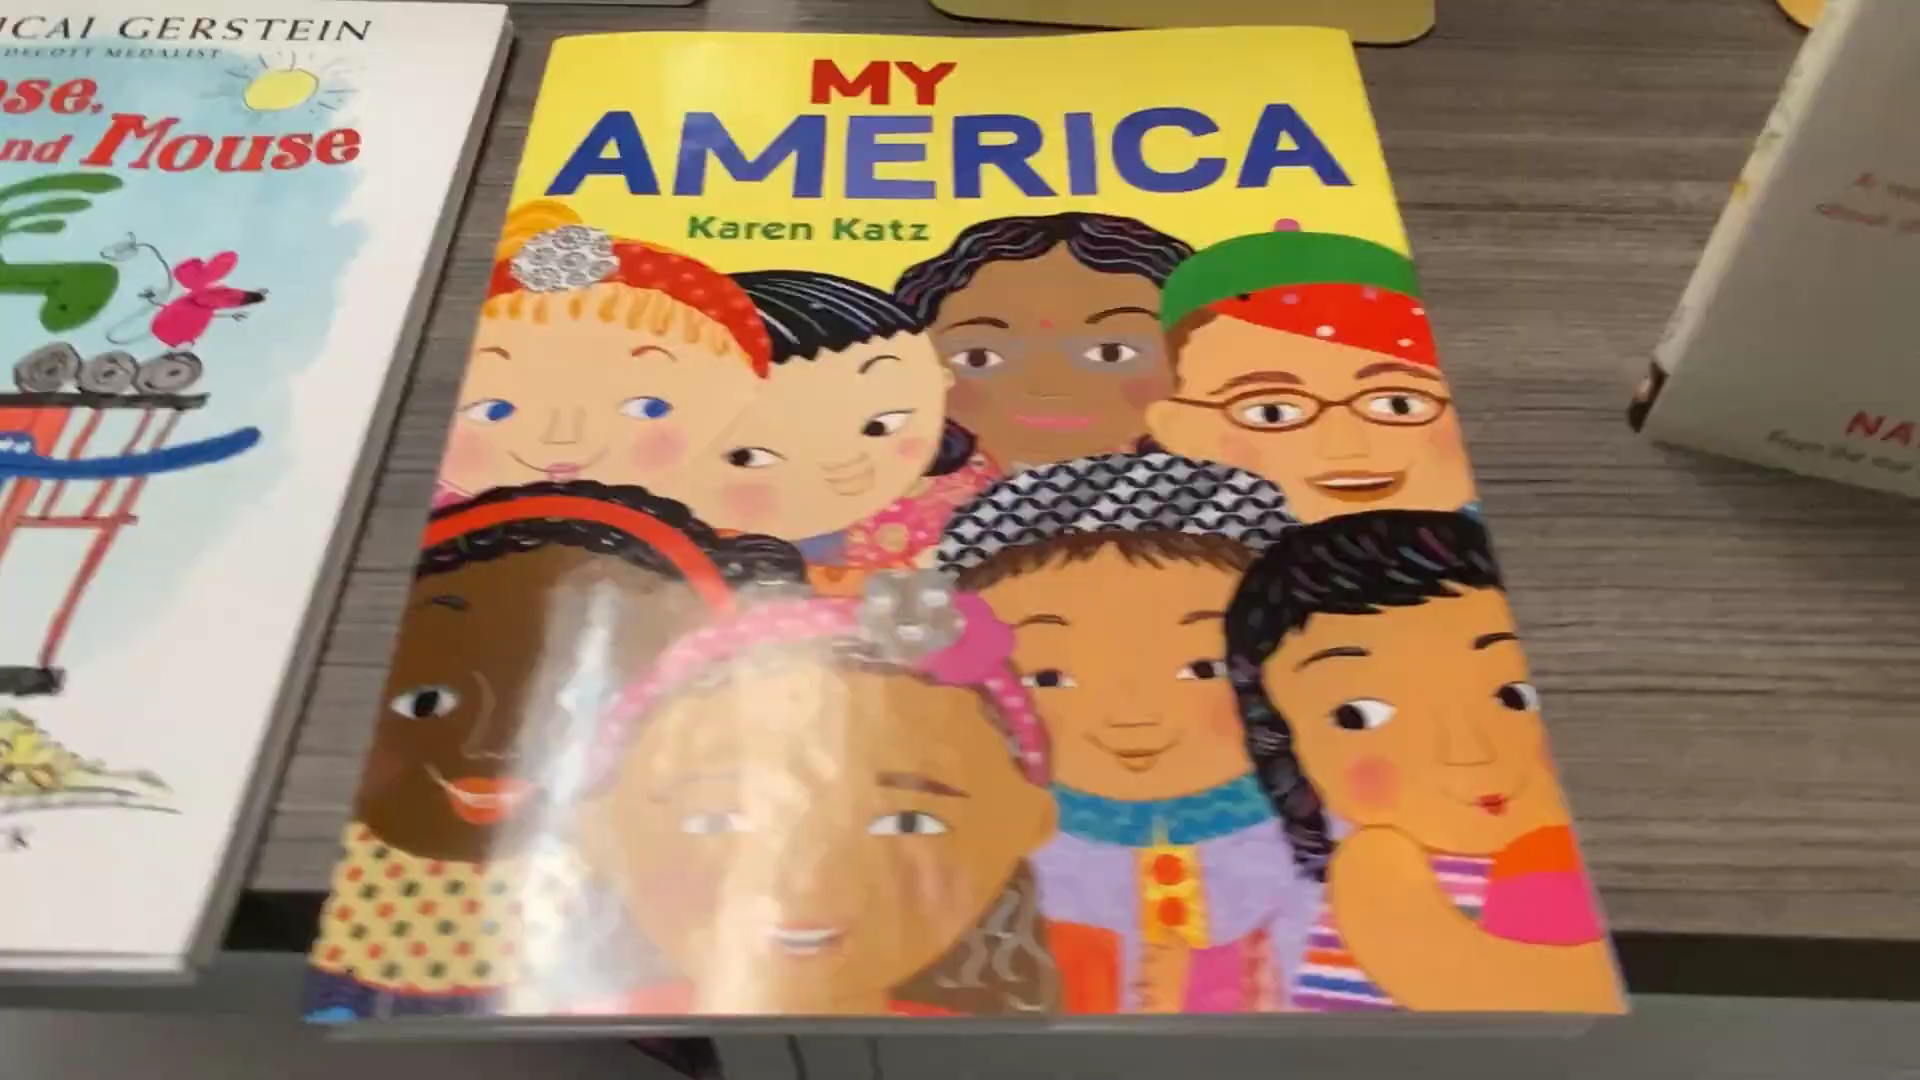 ICAI GERSTEIN
DECOTT MEDALIST
se,
nd Mouse
MY
AMERICA
Karen Katz
NA